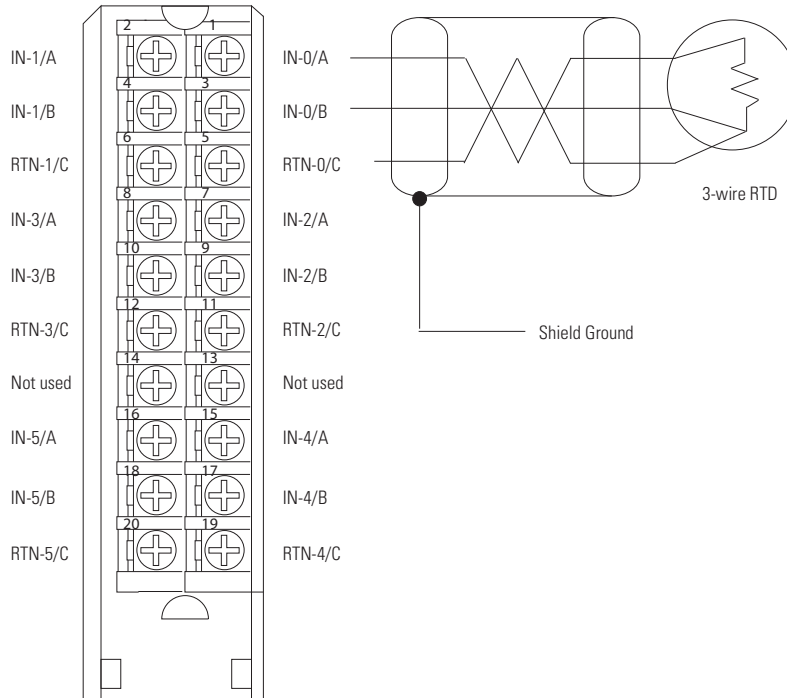 2 1
IN-1/A IN-0/A
4 3
IN-1/B IN-0/B
6 5
RTN-1/C RTN-0/C
3-wire RTD
8 7
IN-3/A IN-2/A
10 9
IN-3/B IN-2/B
12 11
RTN-3/C RTN-2/C
Shield Ground
14 13
Not used Not used
16 15
IN-5/A IN-4/A
18 17
IN-5/B IN-4/B
20 19
RTN-5/C RTN-4/C